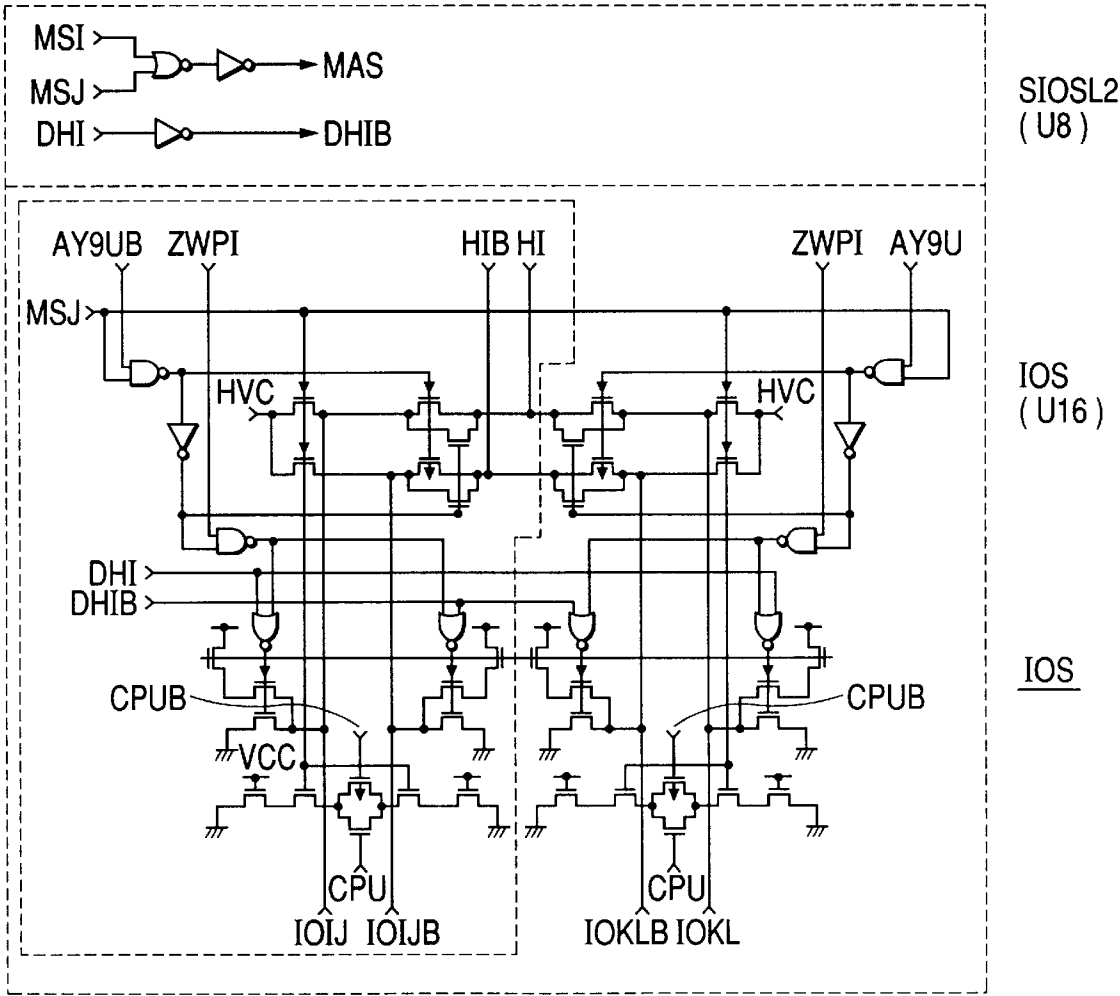 MSI
MAS
MSJ
DHI
DHIB
SIOSL2
( U8 )
AY9UB ZWPI HIB HI ZWPI AY9U
MSJ
HVC
HVC
IOS
( U16 )
DHI
DHIB
IOS
CPUB
CPUB
VCC
CPU
CPU
IOIJ IOIJB IOKLB IOKL